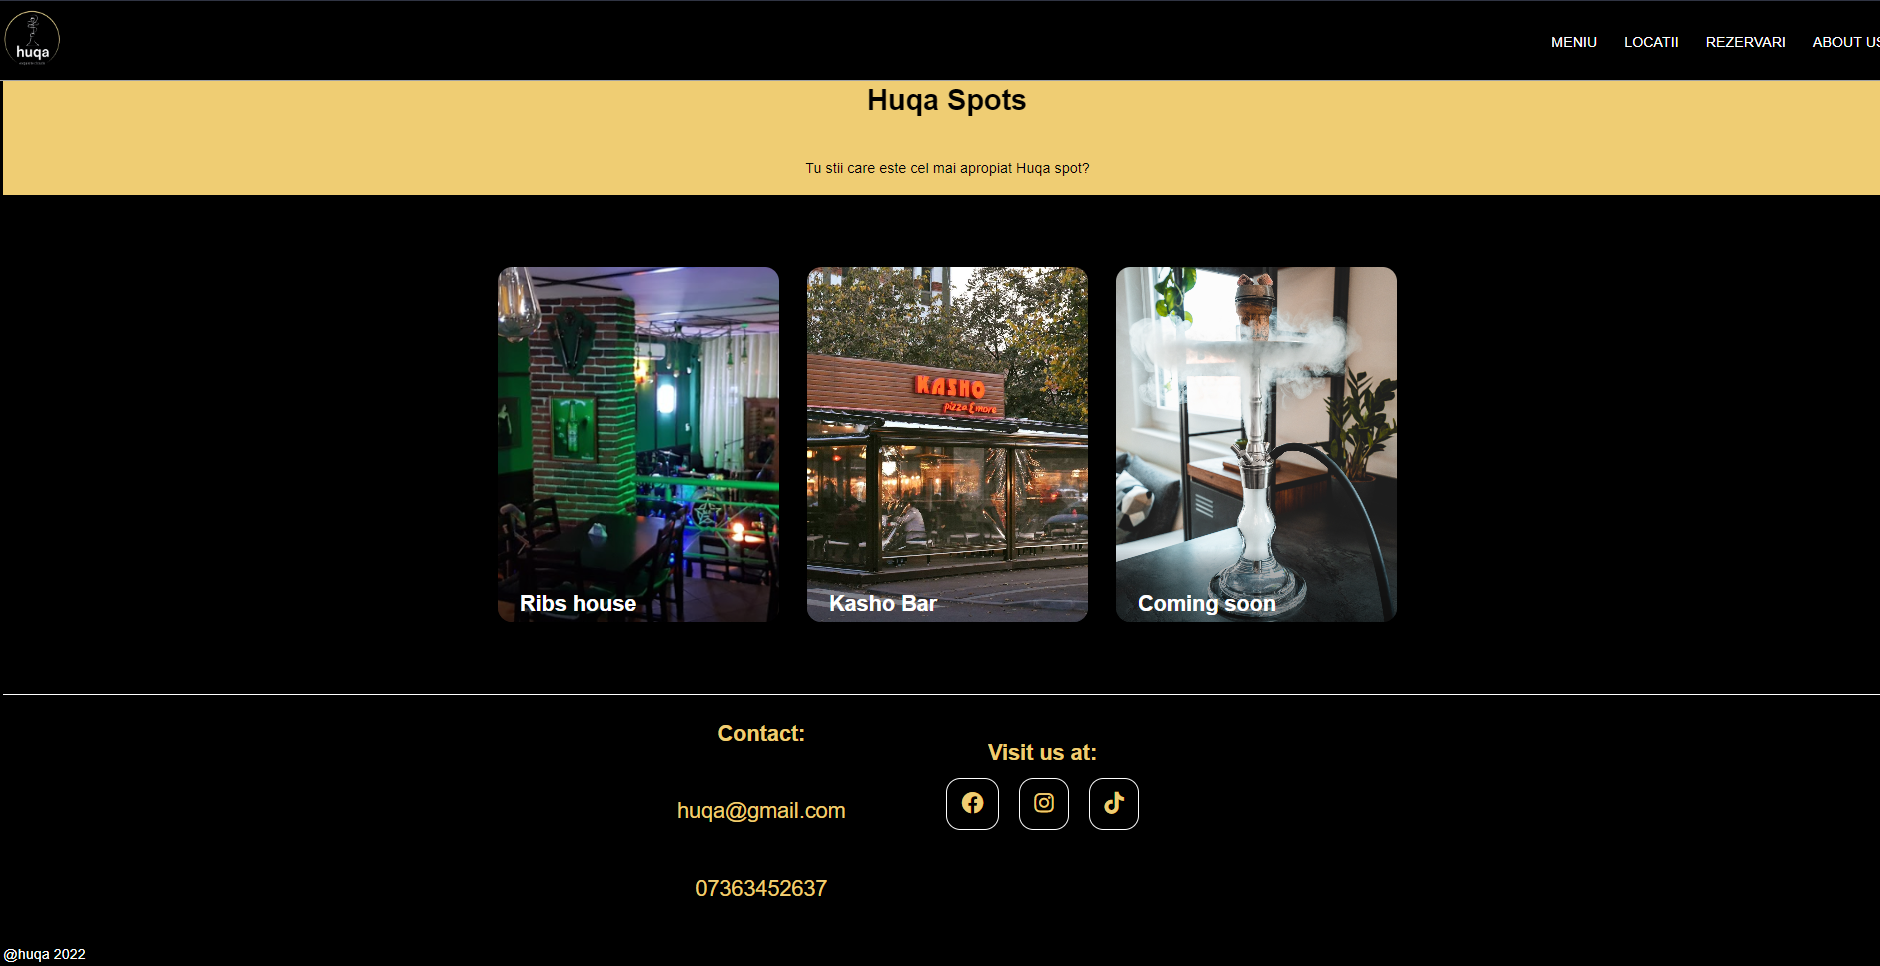 huqa
MENIU LOCATII REZERVARI ABOUT US
Huqa Spots
Tu stii care este cel mai apropiat Huqa spot?
KASHO
pizza & more
Ribs house
Kasho Bar
Coming soon
Contact:
Visit us at:
huqa@gmail.com
07363452637
@huqa 2022